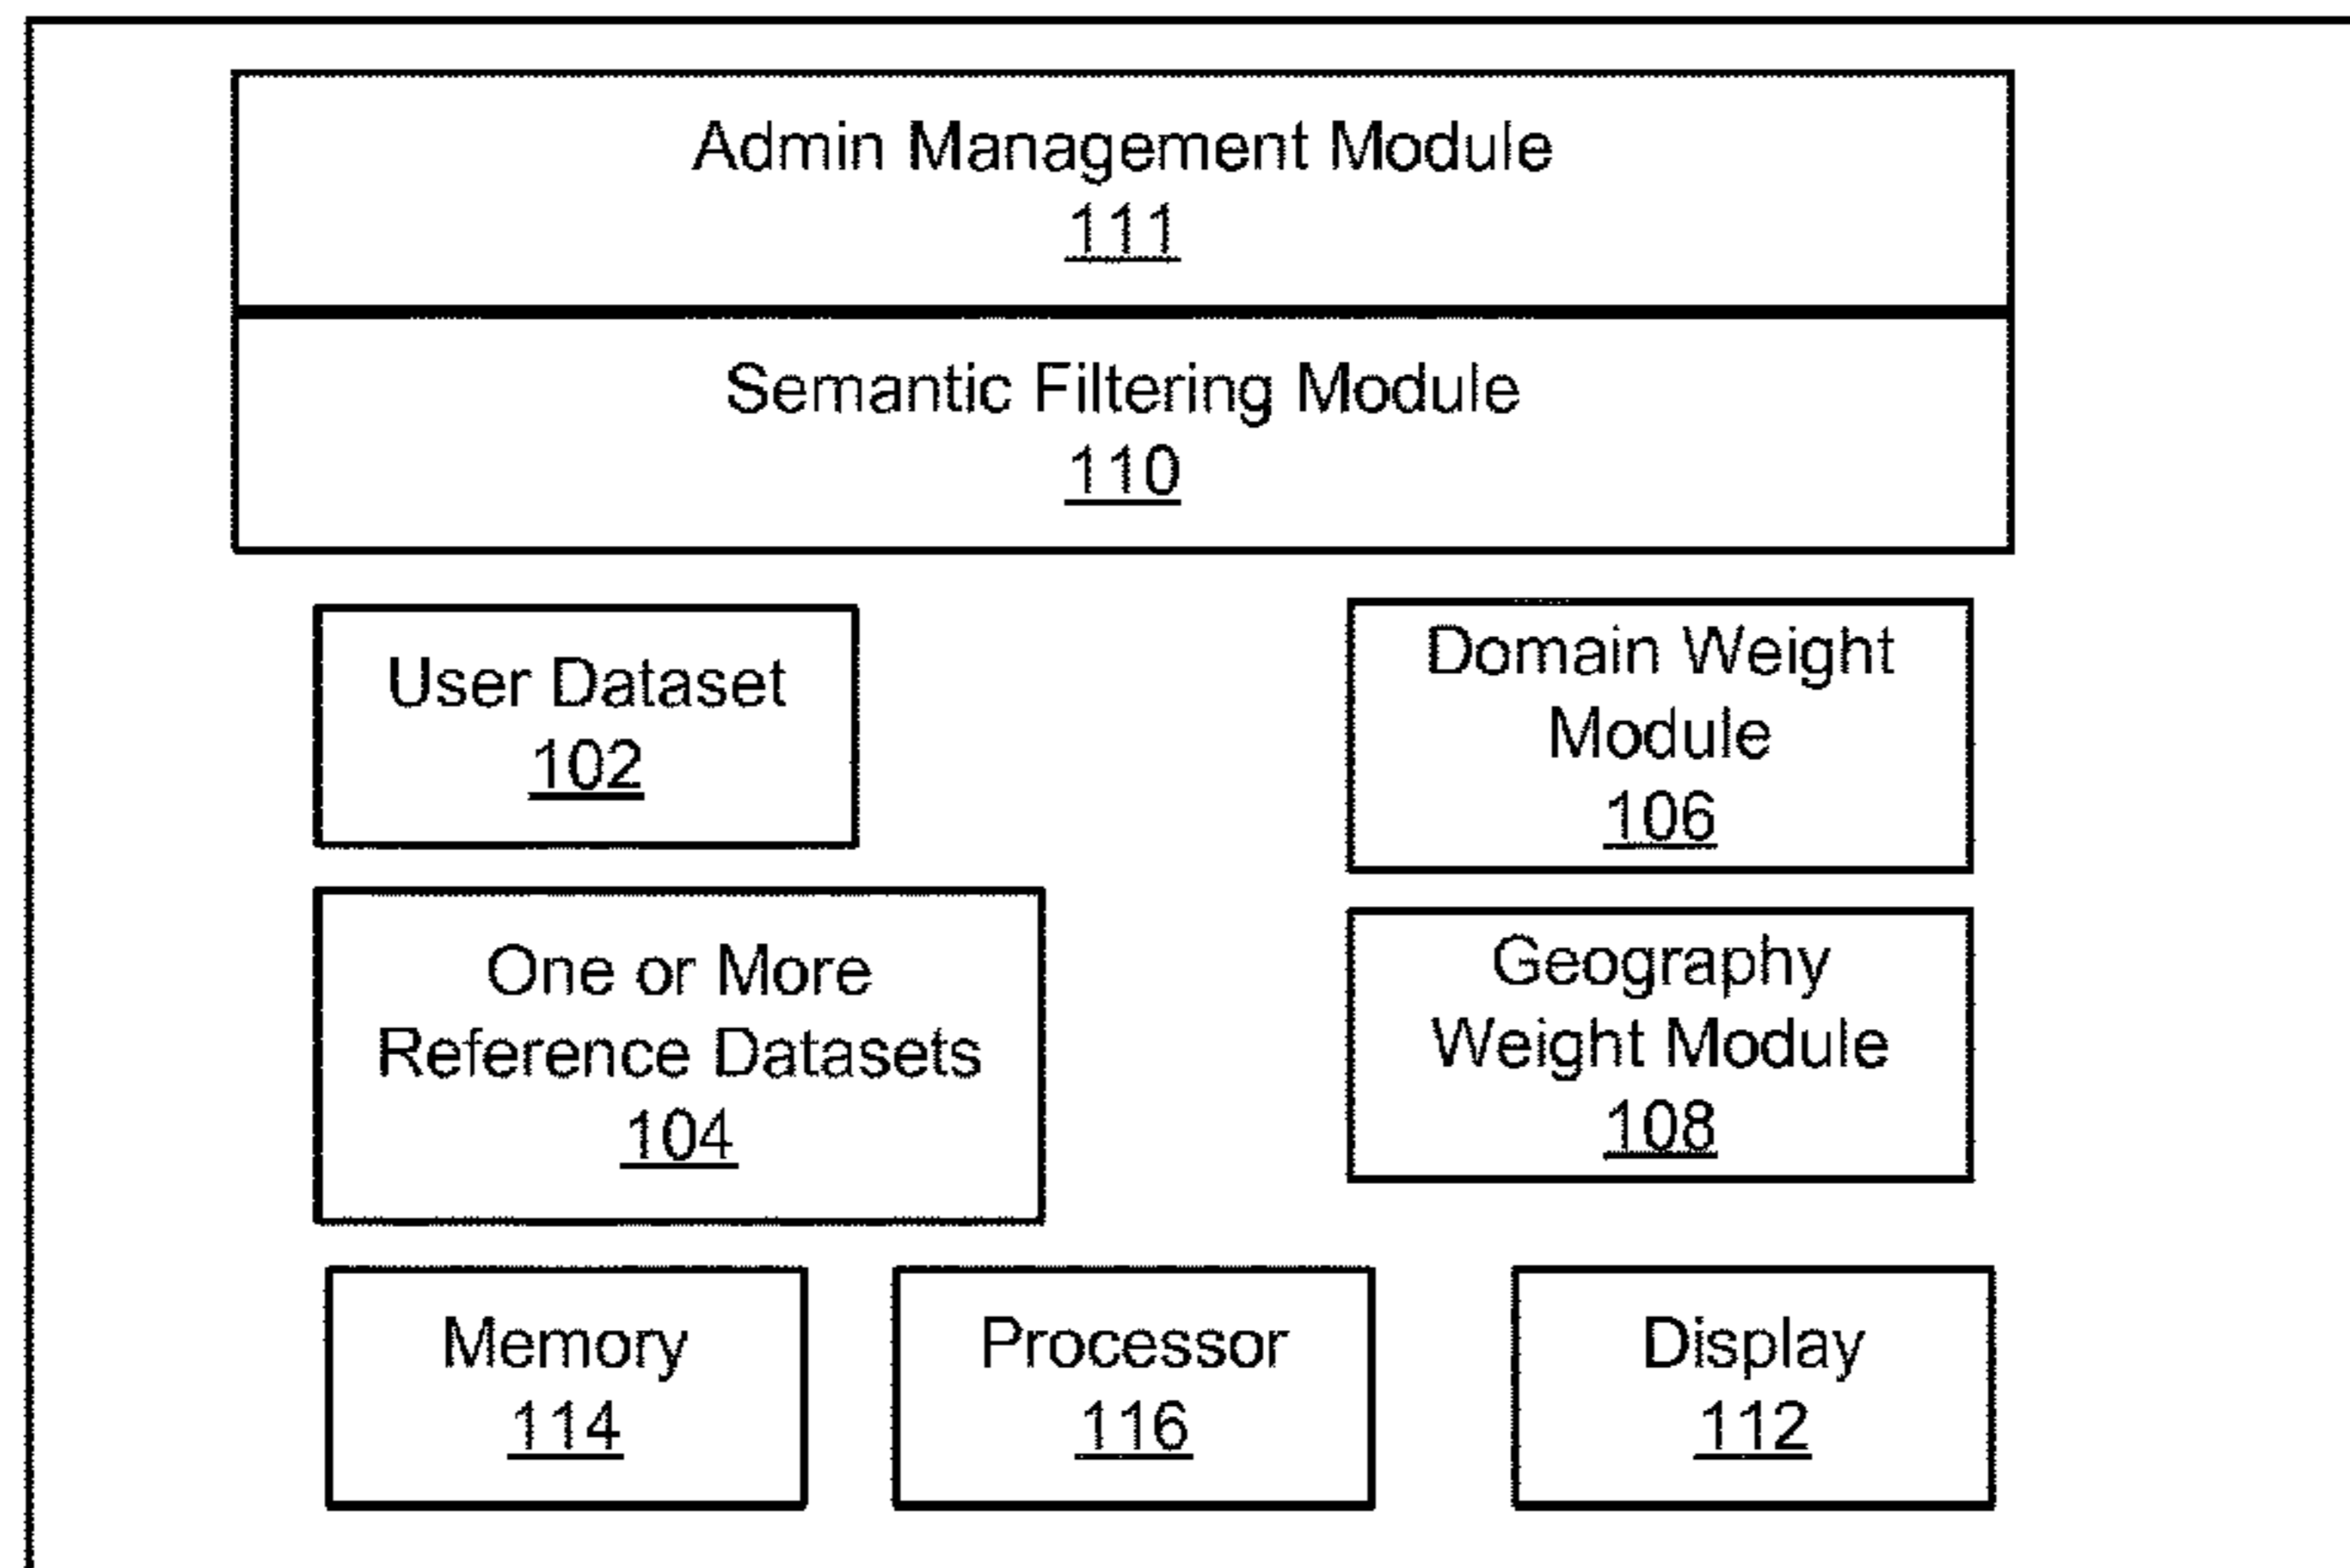 Admin Management Module
111
Semantic Filtering Module
110
User Dataset
102
Domain Weight
Module
106
One or More
Reference Datasets
104
Geography
Weight Module
108
Memory
114
Processor
116
Display
112